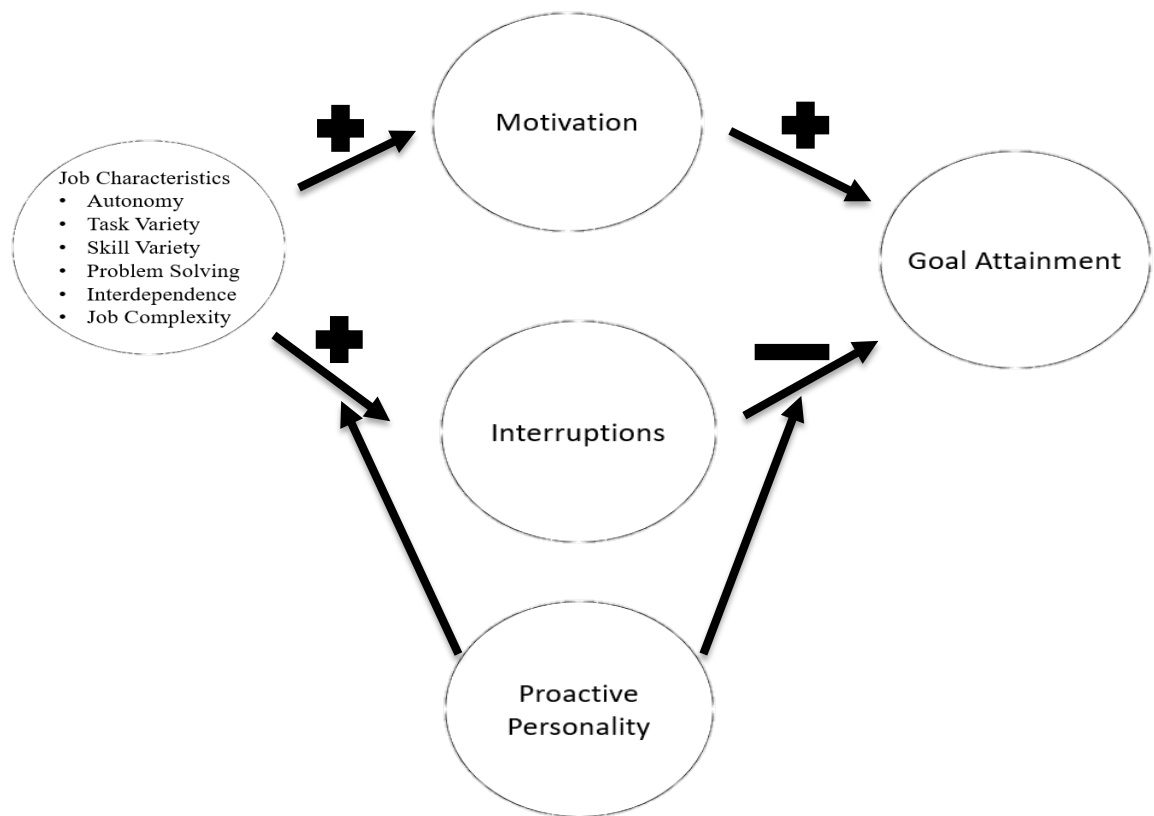 Motivation
Job Characteristics
• Autonomy
• Task Variety
• Skill Variety
• Problem Solving
• Interdependence
• Job Complexity
Goal Attainment
Interruptions
Proactive
Personality